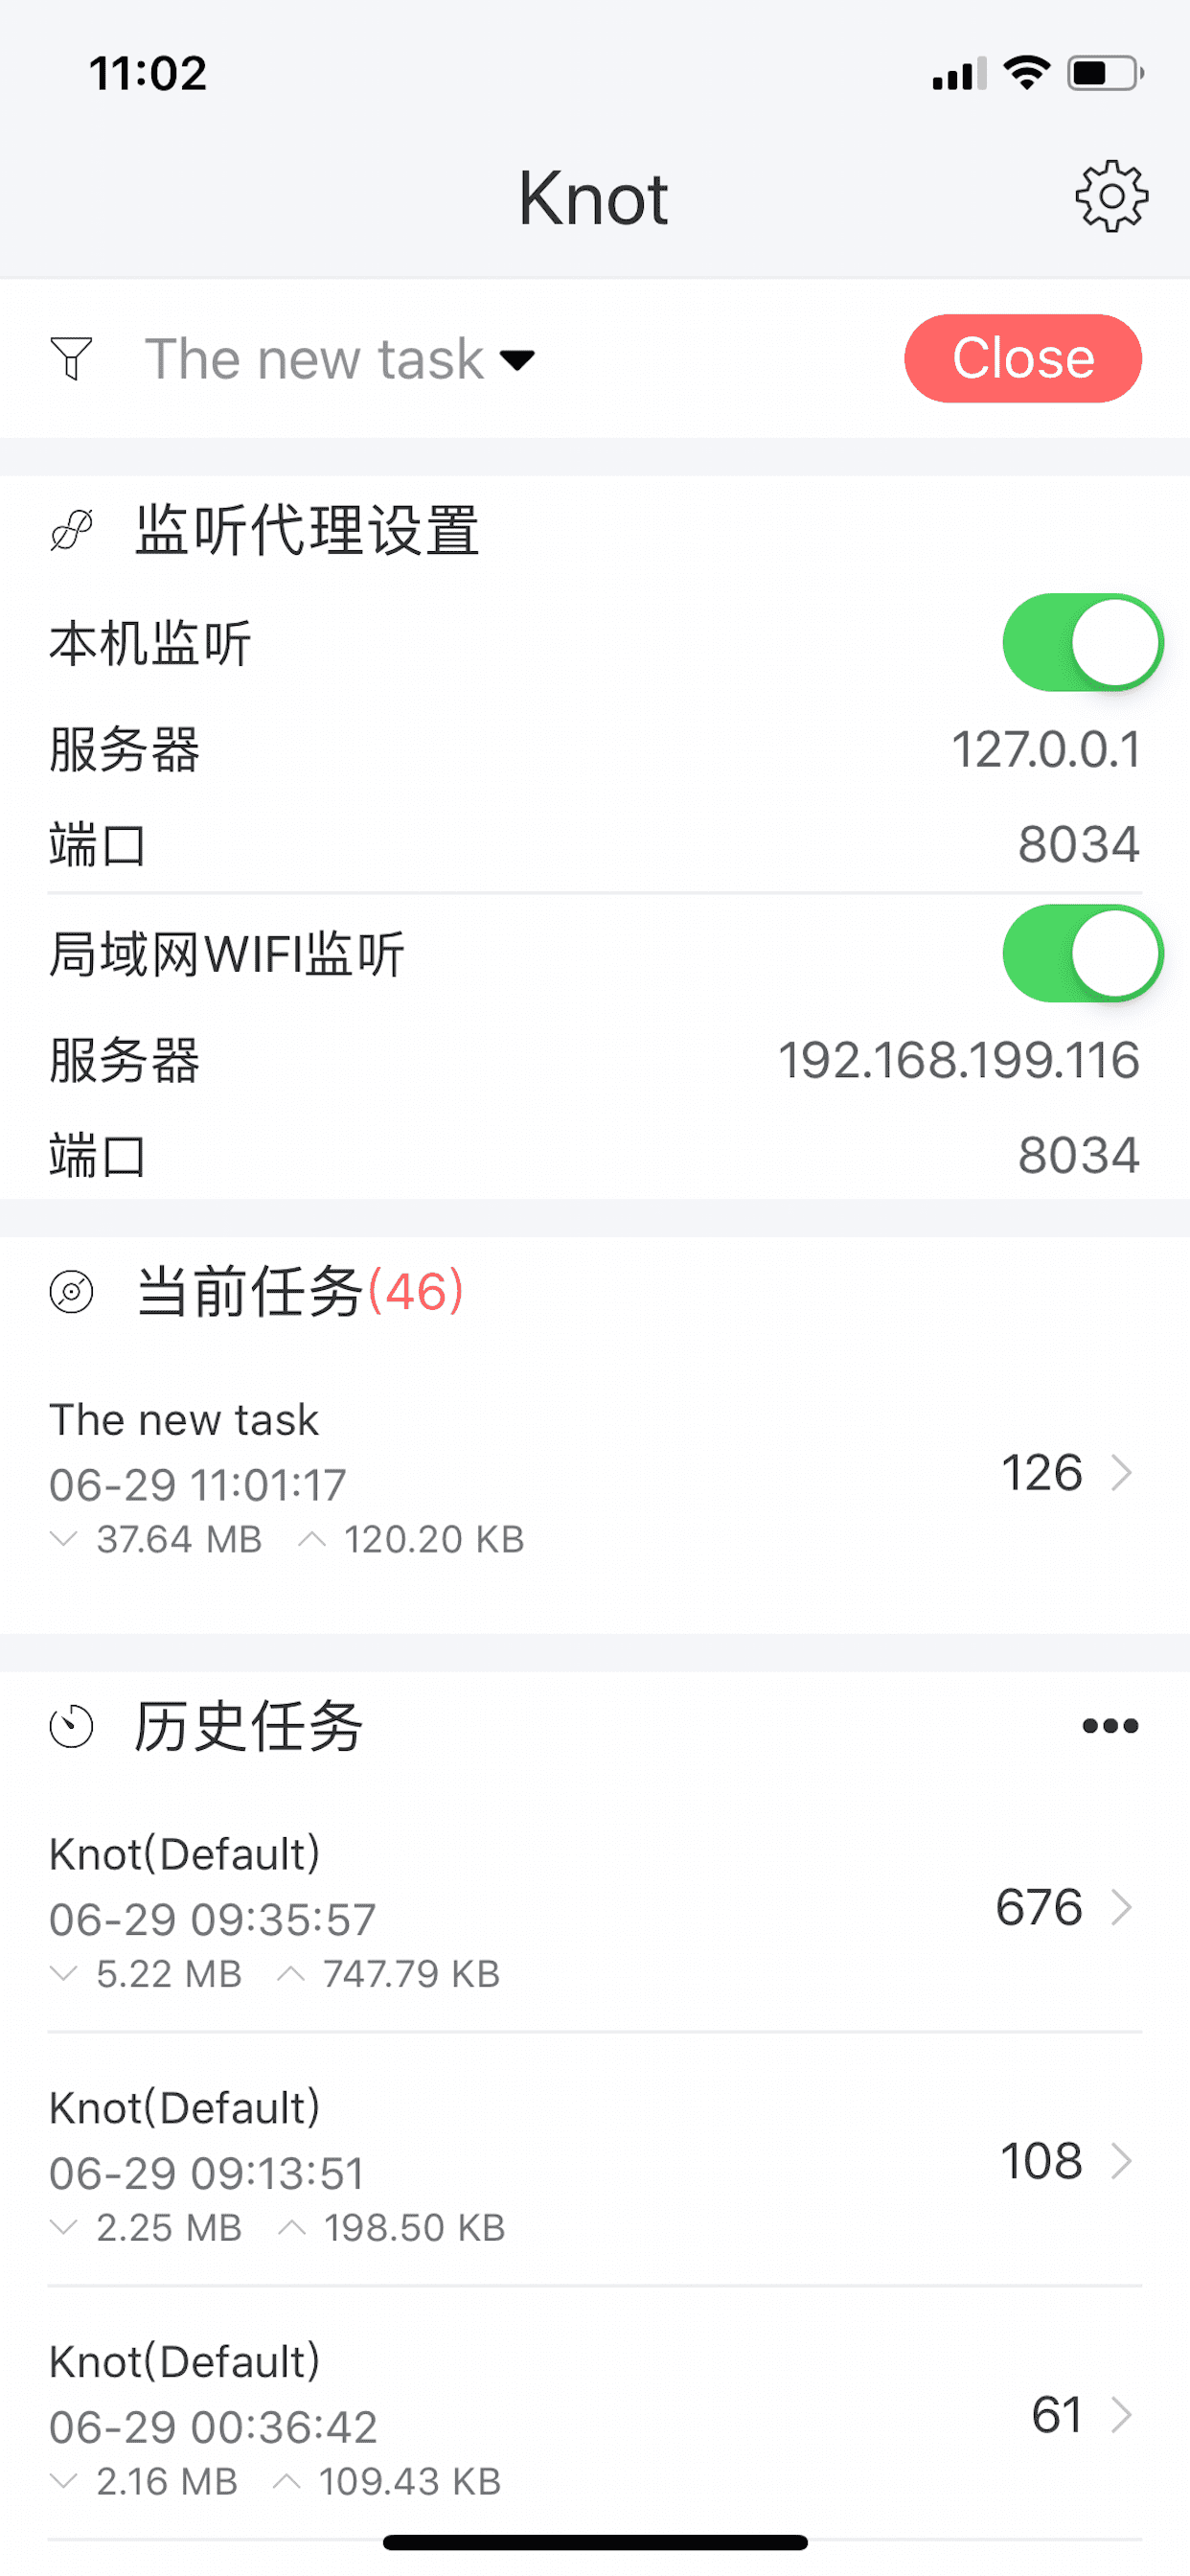 11:02
Knot
The new task
Close
监听代理设置
本机监听
服务器 127.0.0.1
端口 8034
局域网WIFI监听
服务器 192.168.199.116
端口 8034
当前任务(46)
The new task
06-29 11:01:17
126
37.64 MB 120.20 KB
历史任务
Knot(Default)
06-29 09:35:57
676
5.22 MB 747.79 KB
Knot(Default)
06-29 09:13:51
108
2.25 MB 198.50 KB
Knot(Default)
06-29 00:36:42
61
2.16 MB 109.43 KB